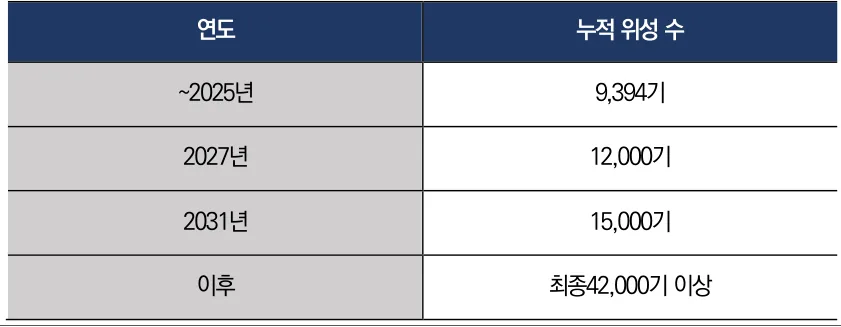 연도 누적 위성 수
~2025년 9,394기
2027년 12,000기
2031년 15,000기
이후 최종42,000기 이상